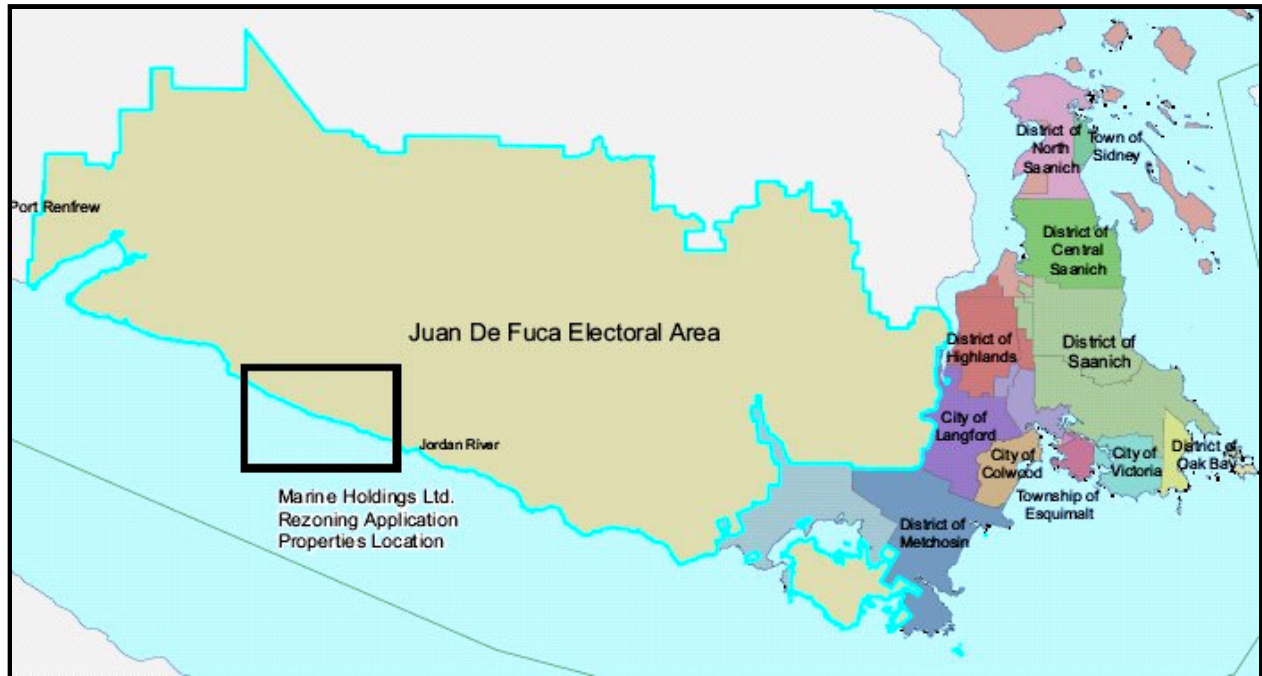 District of
North
Saanich
Town of
Sidney
Port Renfrew
District of
Central
Saanich
Juan De Fuca Electoral Area
District of
Highlands
District of
Saanich
City of
Langford
Jordan River
City of
Colwood
City of
Victoria
District of
Oak Bay
Marine Holdings Ltd.
Rezoning Application
Properties Location
Township of
Esquimalt
District of
Metchosin